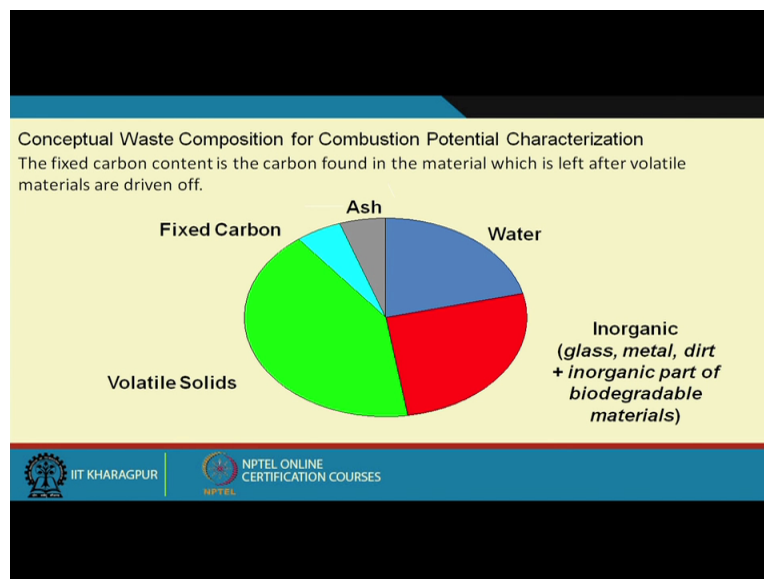 Conceptual Waste Composition for Combustion Potential Characterization
The fixed carbon content is the carbon found in the material which is left after volatile
materials are driven off.
Ash
Fixed Carbon
Water
Inorganic
(glass, metal, dirt
+ inorganic part of
biodegradable
materials)
Volatile Solids
IIT KHARAGPUR
NPTEL ONLINE
CERTIFICATION COURSES
NPTEL